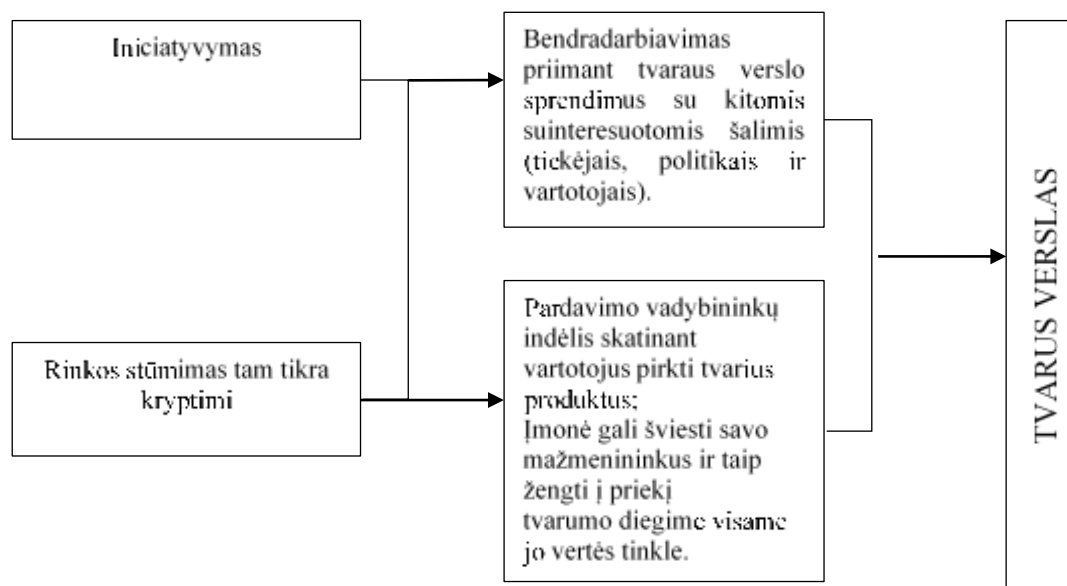 Iniciatyvymas
Bendradarbiavimas
priimant tvaraus verslo
sprendimus su kitomis
suinteresuotomis šalimis
(tiekėjais, politikais ir
vartotojais).
Rinkos stūmimas tam tikra
kryptimi
Pardavimo vadybininkų
indėlis skatinant
vartotojus pirkti tvarius
produktus;
Įmonė gali šviesti savo
mažmenininkus ir taip
žengti į priekį
tvarumo diegime visame
jo vertės tinkle.
TVARUS VERSLAS